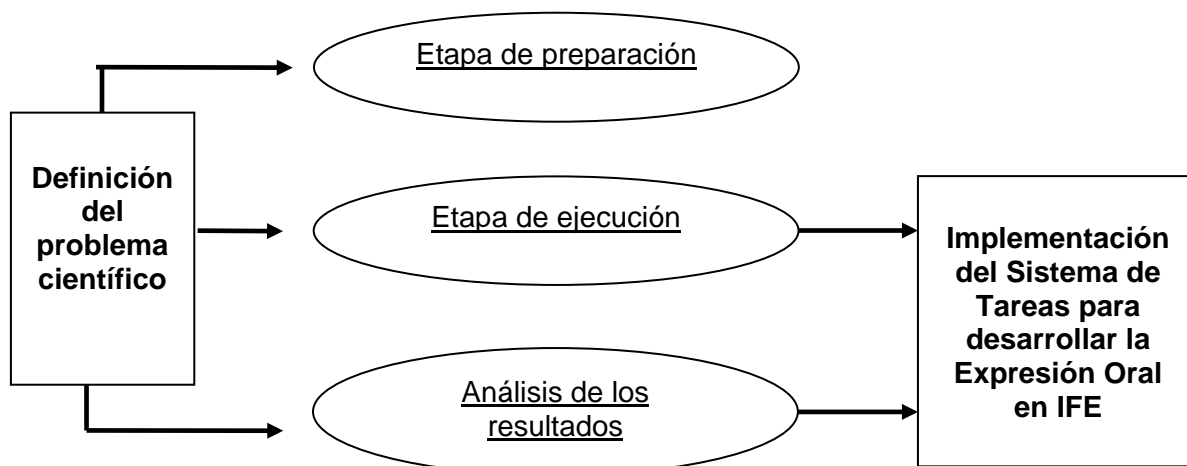 Etapa de preparación
Definición
del
problema
científico
Etapa de ejecución
Análisis de los
resultados
Implementación
del Sistema de
Tareas para
desarrollar la
Expresión Oral
en IFE